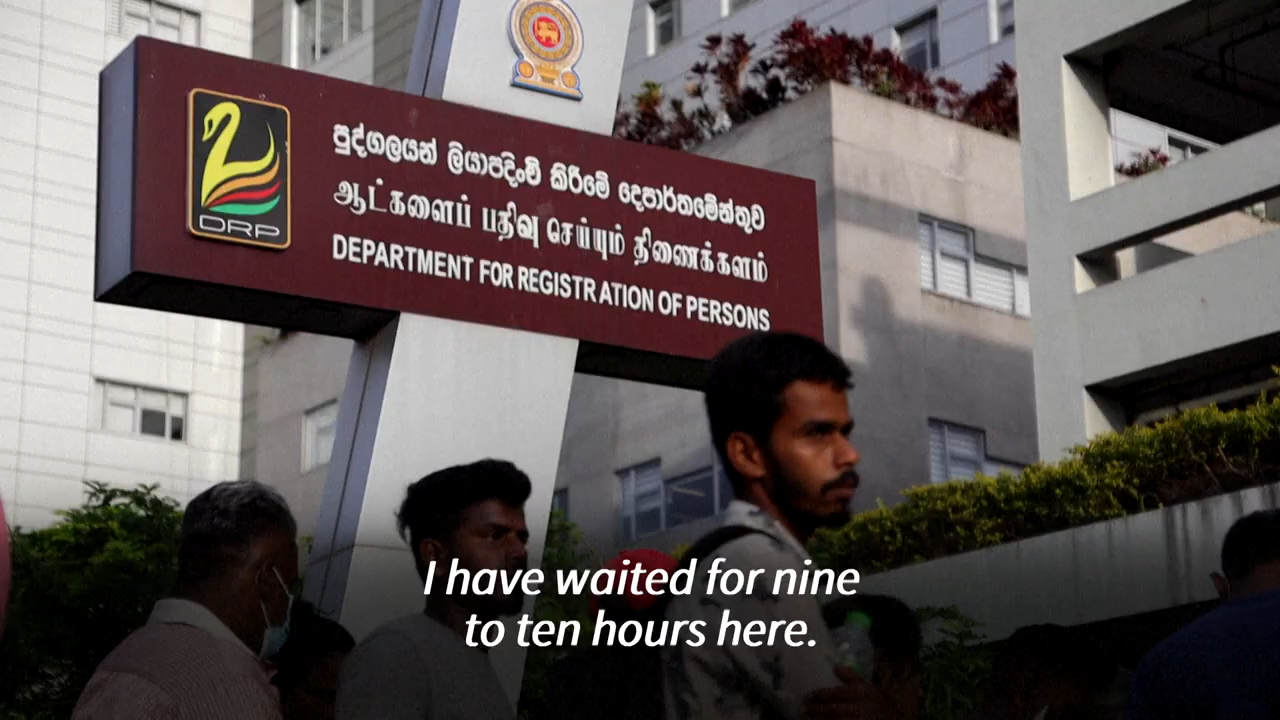 DRP
පුද්ගලයන් ලියාපදිංචි කිරීමේ දෙපාර්තමේන්තුව
ஆட்களைப் பதிவு செய்யும் திணைக்களம்
DEPARTMENT FOR REGISTRATION OF PERSONS
I have waited for nine
to ten hours here.